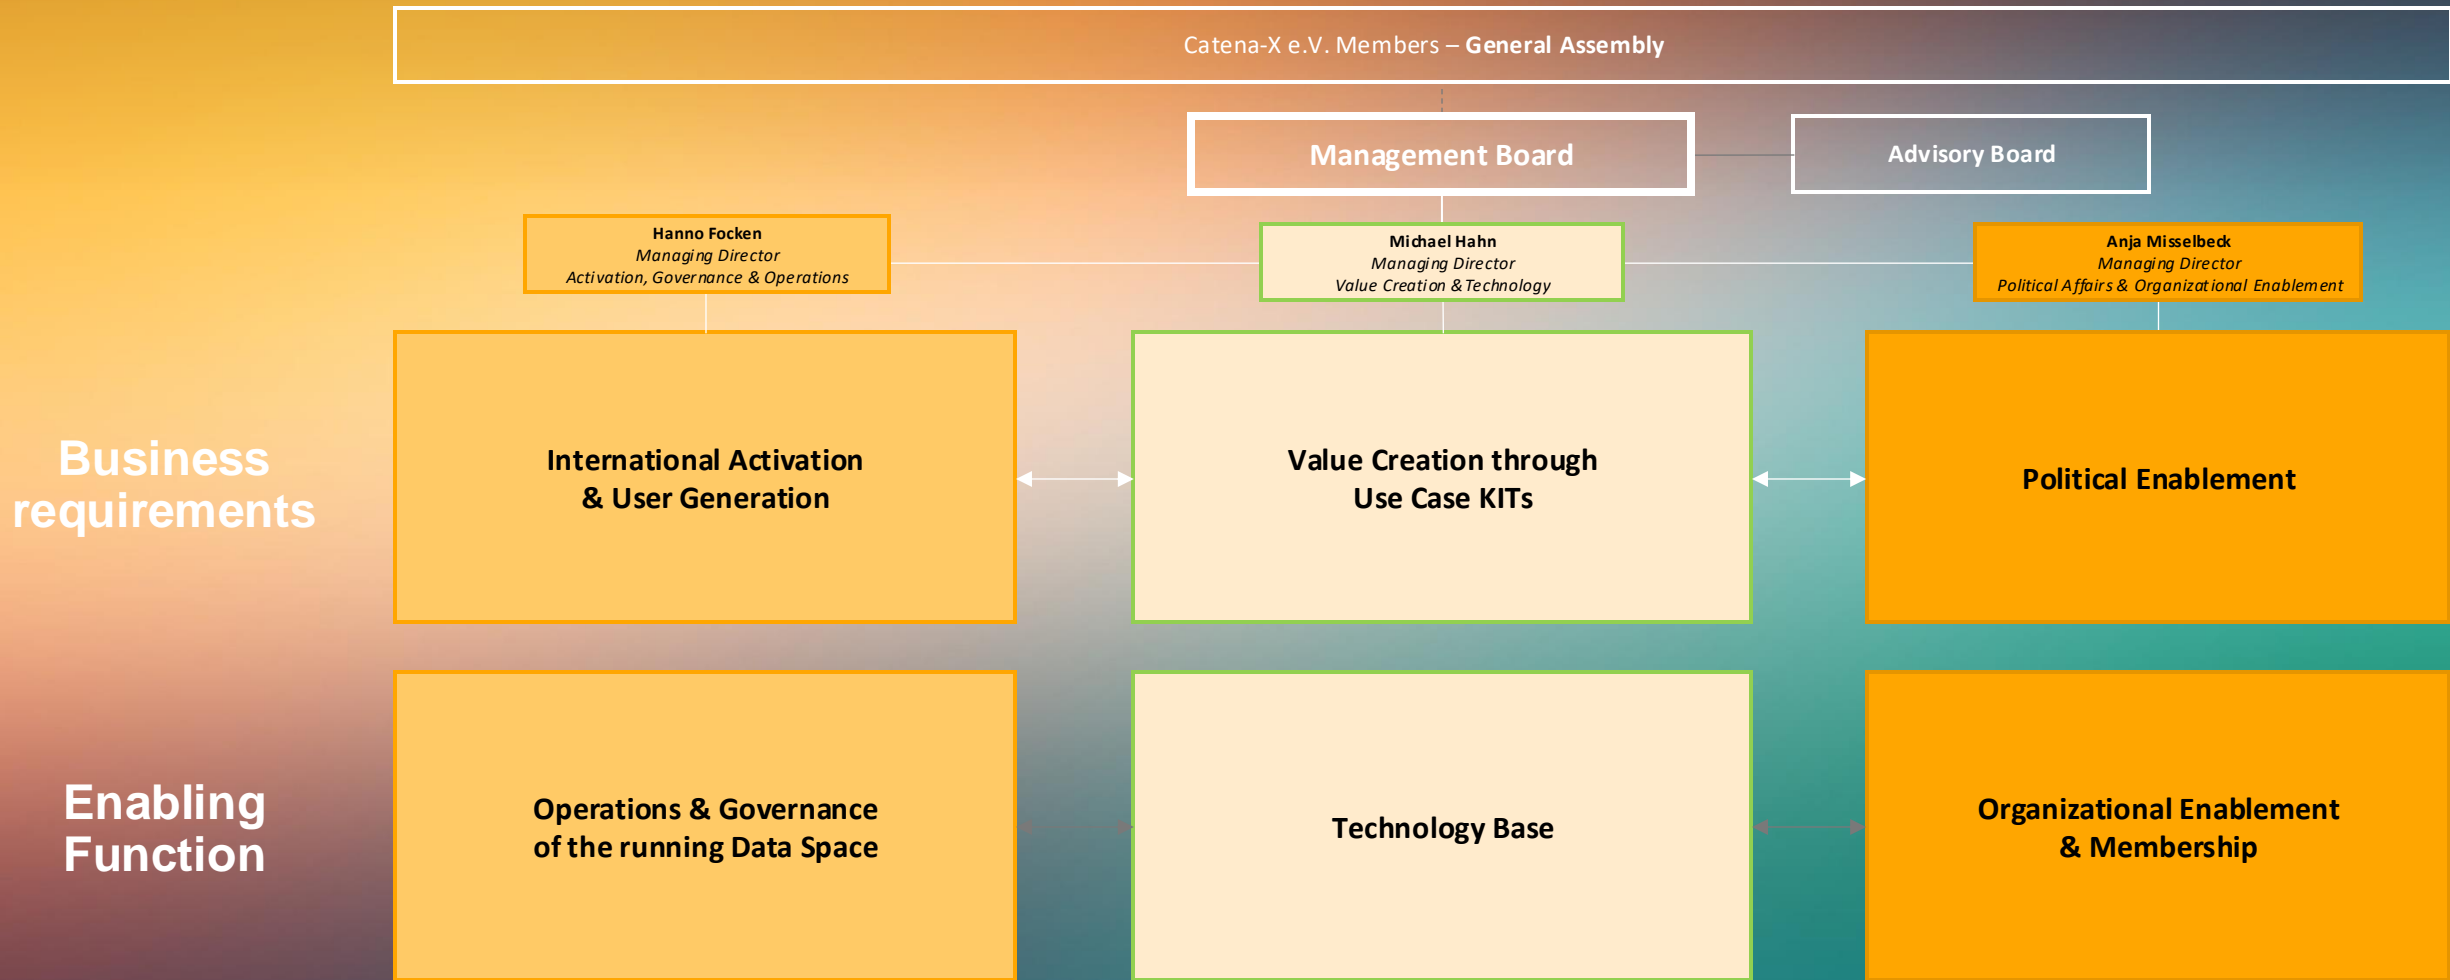 Catena-X e.V. Members – General Assembly
Management Board
Advisory Board
Hanno Focken
Managing Director
Activation, Governance & Operations
Michael Hahn
Managing Director
Value Creation & Technology
Anja Misselbeck
Managing Director
Political Affairs & Organizational Enablement
Business
requirements
International Activation
& User Generation
Value Creation through
Use Case KITs
Political Enablement
Enabling
Function
Operations & Governance
of the running Data Space
Technology Base
Organizational Enablement
& Membership